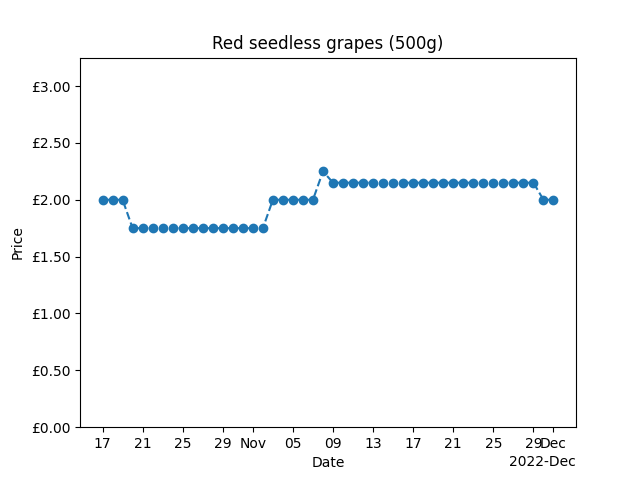 Red seedless grapes (500g)
£3.00
£2.50
£2.00
£1.50
£1.00
£0.50
£0.00
Price
17 21 25 29 Nov 05 09 13 17 21 25 29 Dec
Date
2022-Dec